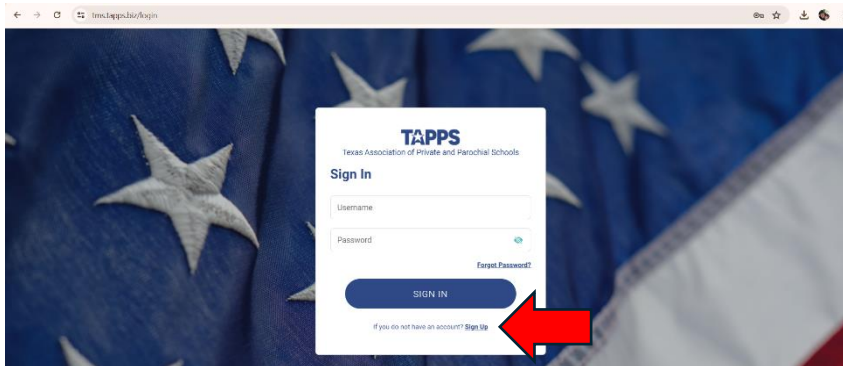 fms.tapps.biz/login
TAPPS
Texas Association of Private and Parochial Schools
Sign In
Username
Password
Forgot Password?
SIGN IN
If you do not have an account? Sign Up